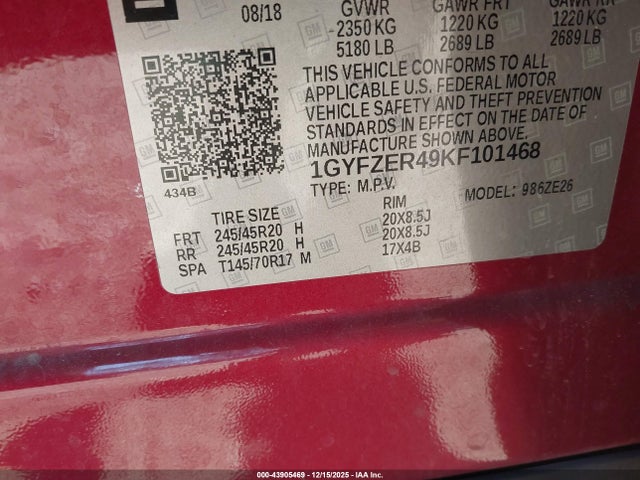 08/18 GVWR GAWR FRT GAWR RR
2350 KG 1220 KG 1220 KG
5180 LB 2689 LB 2689 LB
THIS VEHICLE CONFORMS TO ALL
APPLICABLE U.S. FEDERAL MOTOR
VEHICLE SAFETY AND THEFT PREVENTION
STANDARDS IN EFFECT ON THE DATE OF
MANUFACTURE SHOWN ABOVE.
1GYFZER49KF101468
434B TYPE: M.P.V. MODEL: 986ZE26
TIRE SIZE RIM
FRT 245/45R20 H 20X8.5J
RR 245/45R20 H 20X8.5J
SPA T145/70R17 M 17X4B
000-43905469 - 12/15/2025 - IAA Inc.